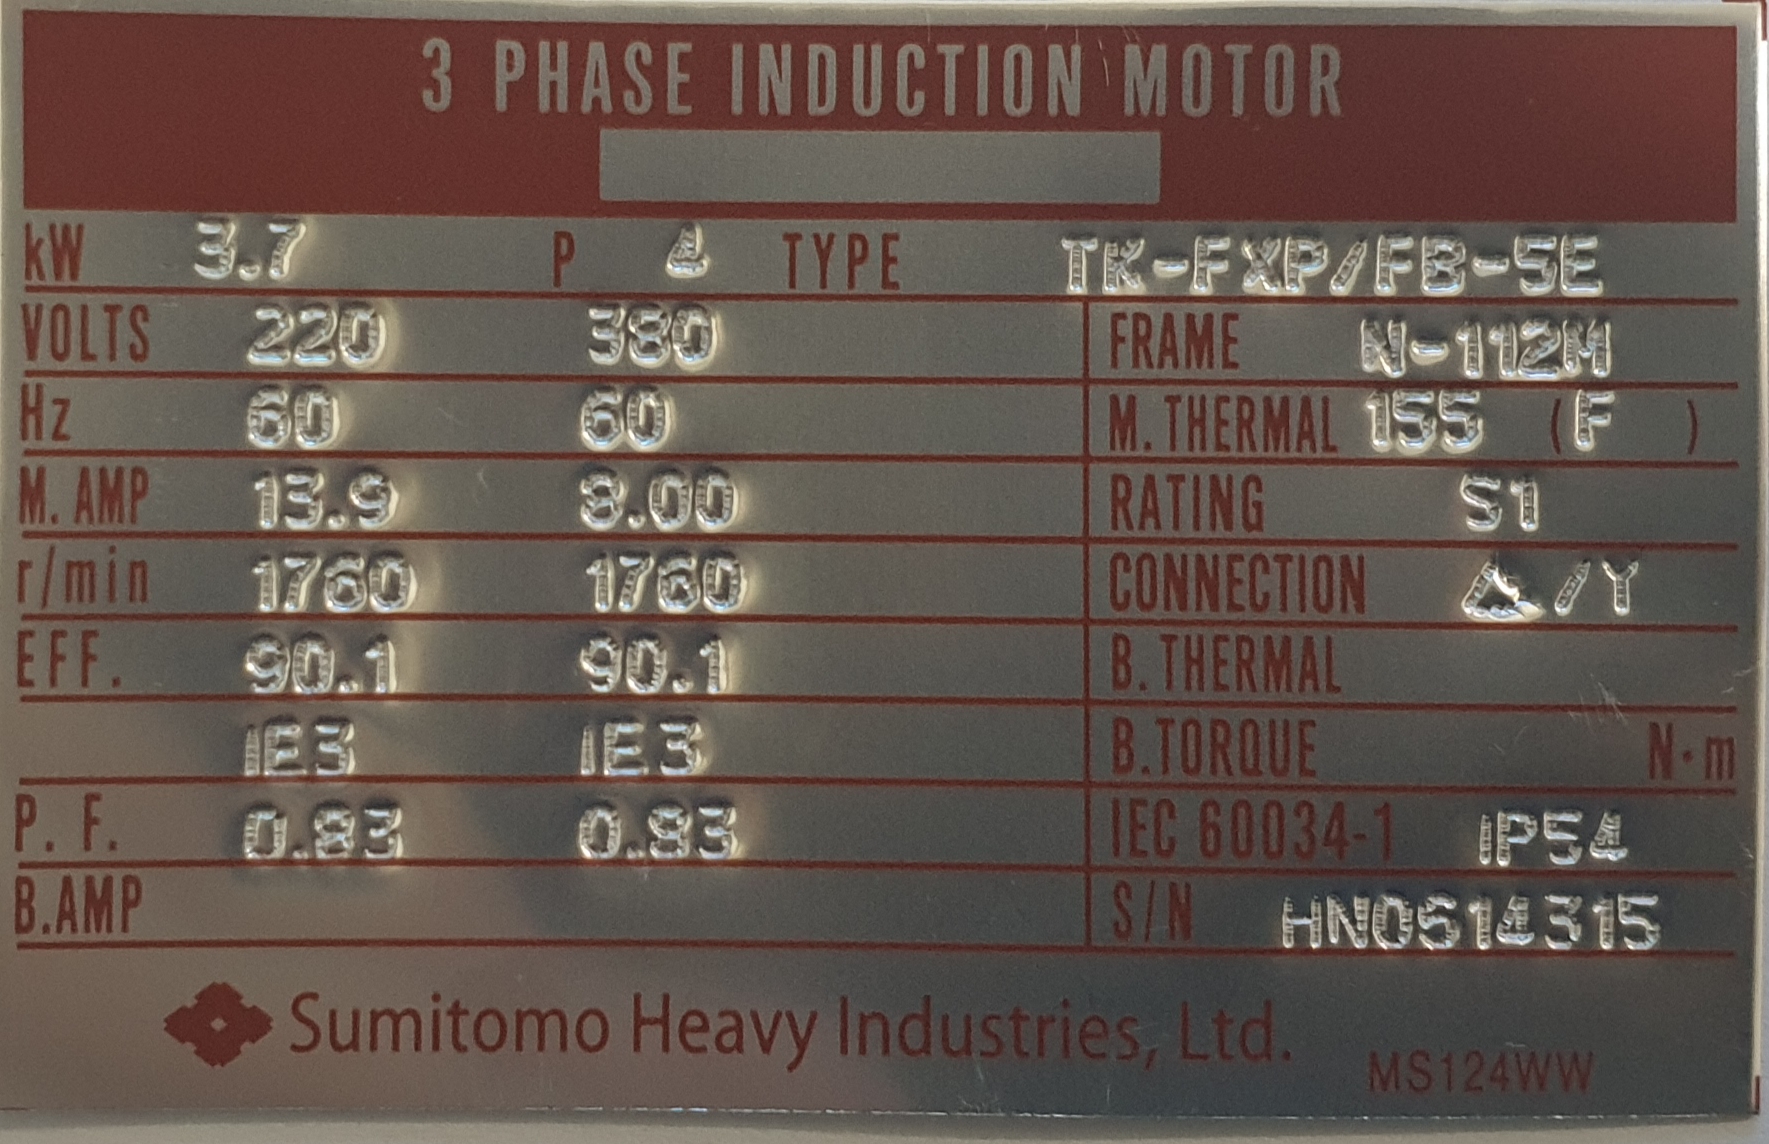 3 PHASE INDUCTION MOTOR
kW 3.7 P 4 TYPE TK-FXP/FB-5E
VOLTS 220 380 FRAME N-112M
Hz 60 60 M. THERMAL 155 (F )
M. AMP 13.9 8.00 RATING S1
r/min 1760 1760 CONNECTION Δ/Y
EFF. 90.1 90.1 B. THERMAL
IE3 IE3 B.TORQUE N·m
P. F. 0.83 0.83 IEC 60034-1 IP54
B.AMP S/N
Sumitomo Heavy Industries, Ltd.
MS124WW